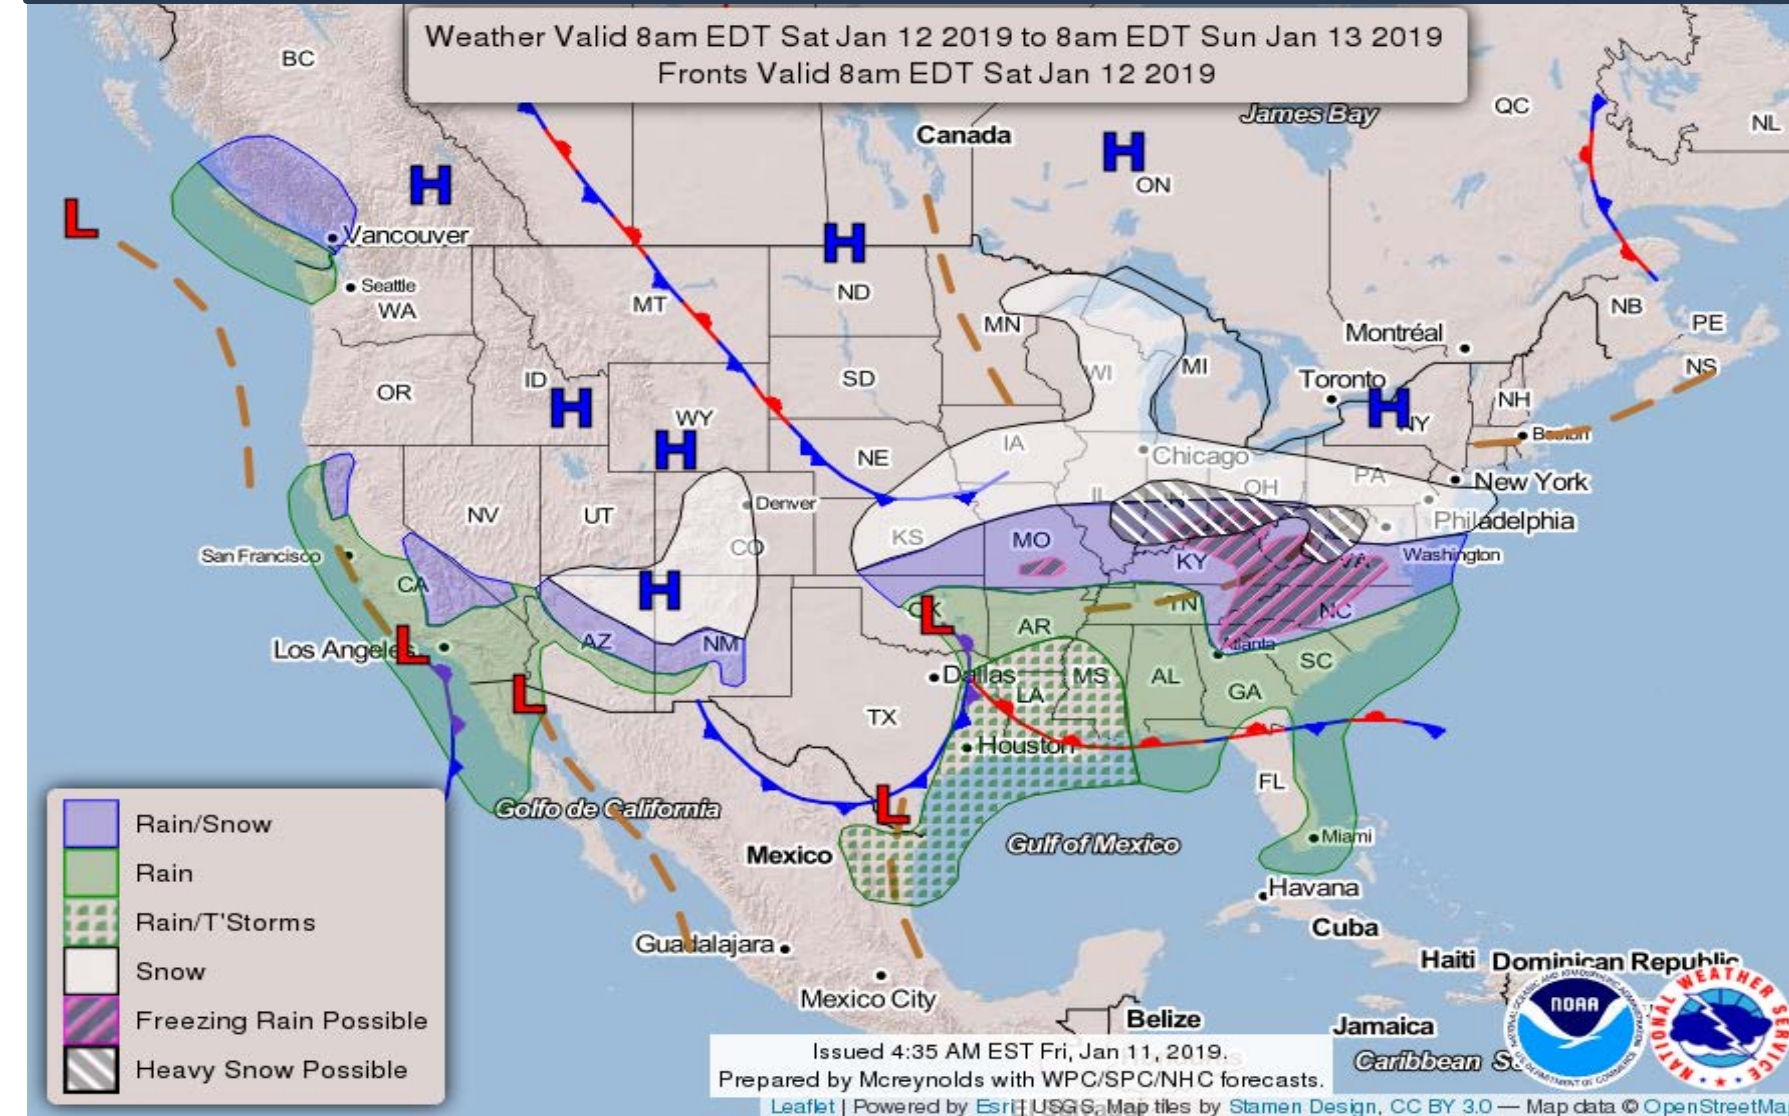 Weather Valid 8am EDT Sat Jan 12 2019 to 8am EDT Sun Jan 13 2019
Fronts Valid 8am EDT Sat Jan 12 2019
BC
James Bay
QC
NL
Canada
H
H
ON
L
Vancouver
H
Seattle
WA
MT
ND
MN
NB
PE
Montréal
NS
OR
ID
H
WY
H
SD
WI
MI
Toronto
H
NY
NH
Boston
NE
IA
Chicago
PA
New York
NV
UT
Denver
IL
OH
Philadelphia
San Francisco
CO
KS
MO
KY
Washington
CA
H
L
OK
TN
NC
Los Angeles
L
AZ
NM
AR
Atlanta
SC
L
Dallas
LA
MS
AL
GA
TX
Houston
FL
Golfo de California
L
Mexico
Gulf of Mexico
Miami
Havana
Cuba
Guadalajara
Haiti
Dominican Republic
Mexico City
Belize
Jamaica
Caribbean
Rain/Snow
Rain
Rain/T'Storms
Snow
Freezing Rain Possible
Heavy Snow Possible
NOAA
NATIONAL WEATHER SERVICE
Issued 4:35 AM EST Fri, Jan 11, 2019.
Prepared by Mcreynolds with WPC/SPC/NHC forecasts.
Leaflet | Powered by Esri | USGS, Map tiles by Stamen Design, CC BY 3.0 — Map data © OpenStreetMa